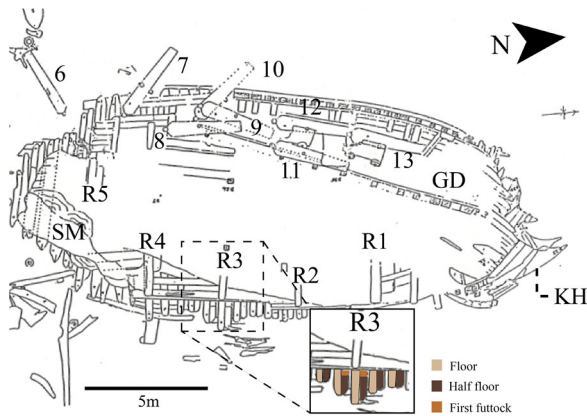 N
6
7
10
12
9
8
13
11
GD
R5
SM
R4
R3
R1
R2
KH
5m
R3
Floor
Half floor
First futtock